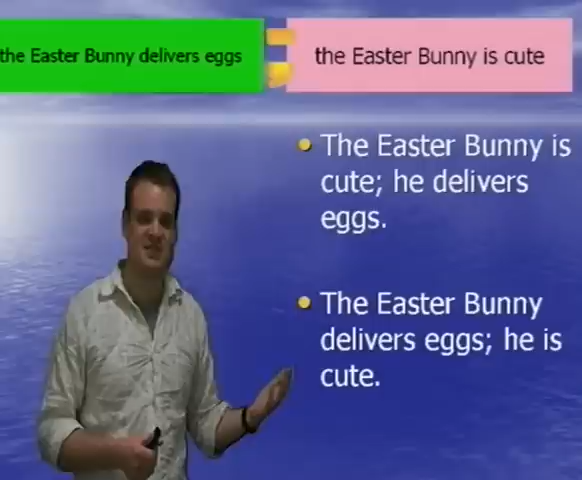 the Easter Bunny delivers eggs
the Easter Bunny is cute
The Easter Bunny is
cute; he delivers
eggs.
The Easter Bunny
delivers eggs; he is
cute.